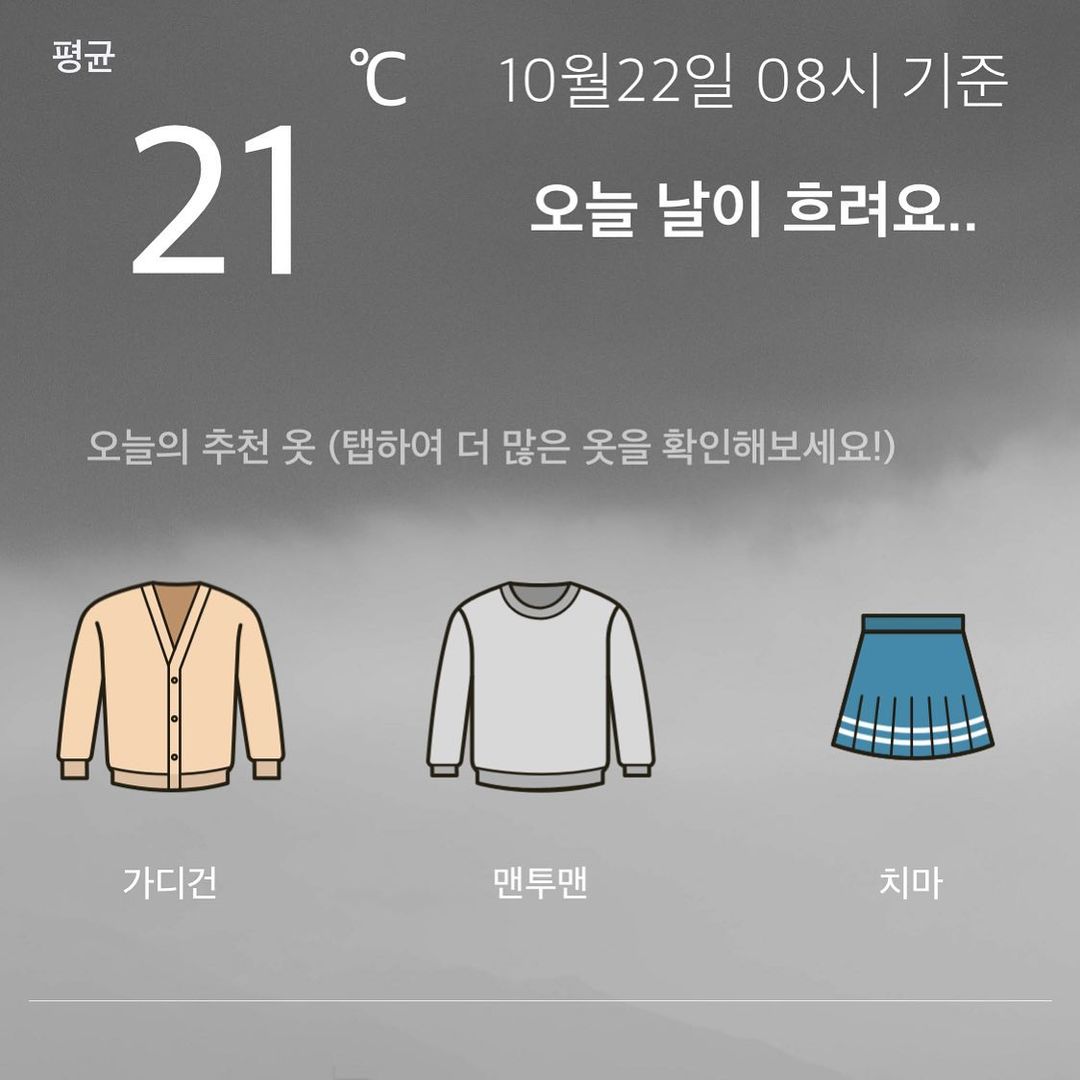 평균
℃
21
10월22일 08시 기준
오늘 날이 흐려요..
오늘의 추천 옷 (탭하여 더 많은 옷을 확인해보세요!)
가디건
맨투맨
치마